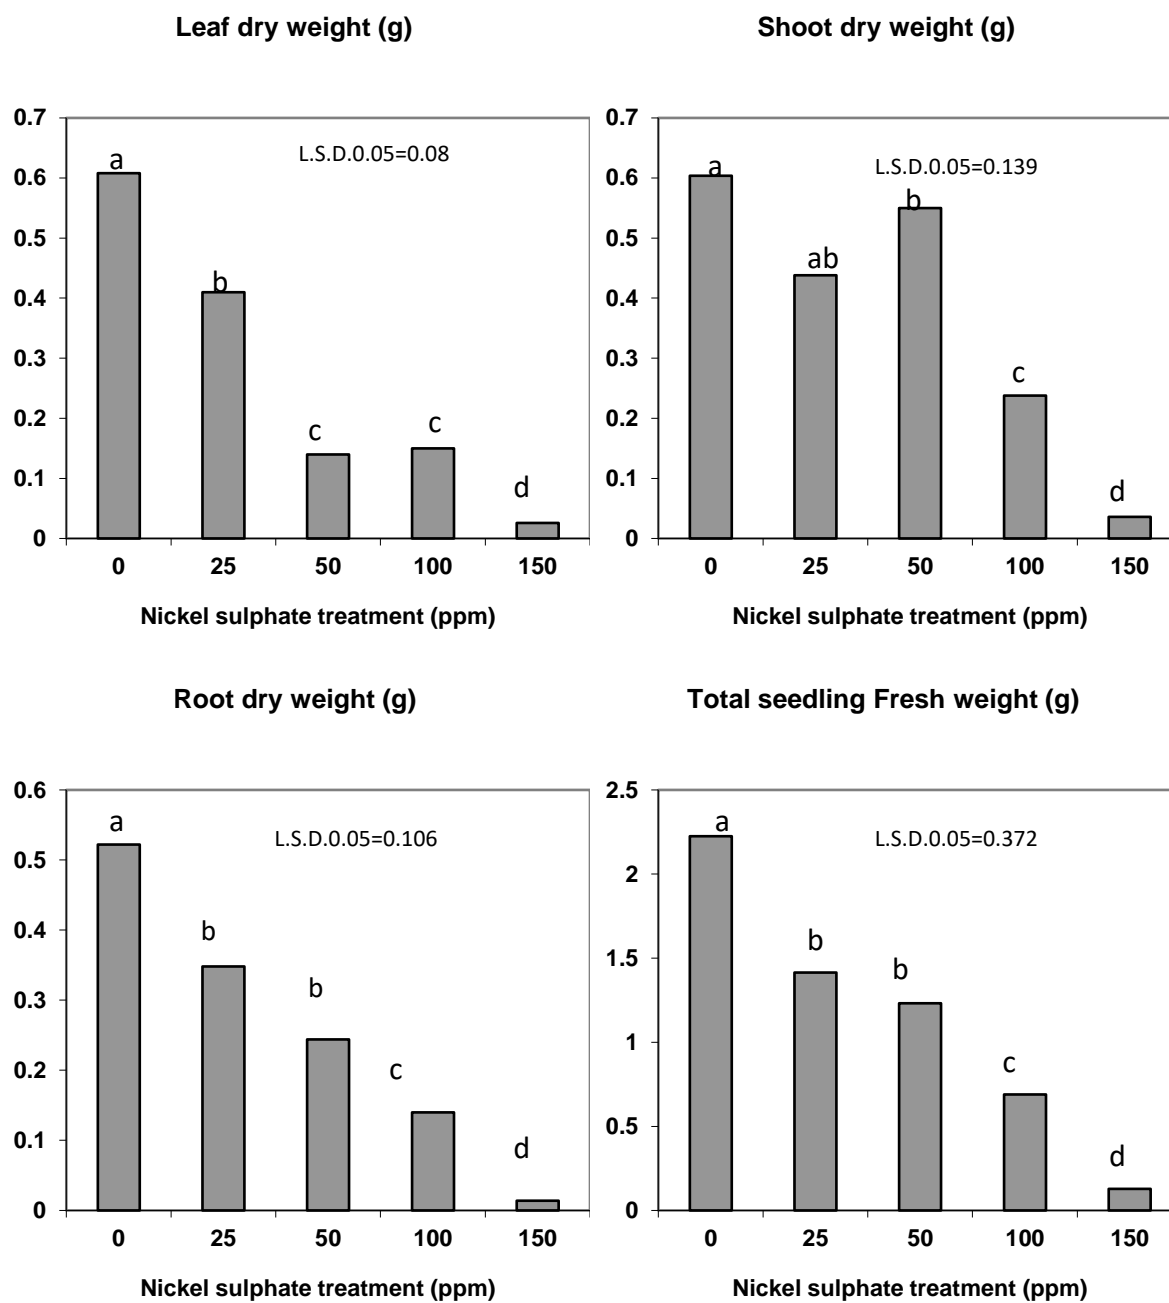 Leaf dry weight (g)
0.7
0.6
0.5
0.4
0.3
0.2
0.1
0
L.S.D.0.05=0.08
a
b
c
c
d
0 25 50 100 150
Nickel sulphate treatment (ppm)
Shoot dry weight (g)
0.7
0.6
0.5
0.4
0.3
0.2
0.1
0
L.S.D.0.05=0.139
a
ab
b
c
d
0 25 50 100 150
Nickel sulphate treatment (ppm)
Root dry weight (g)
0.6
0.5
0.4
0.3
0.2
0.1
0
L.S.D.0.05=0.106
a
b
b
c
d
0 25 50 100 150
Nickel sulphate treatment (ppm)
Total seedling Fresh weight (g)
2.5
2
1.5
1
0.5
0
L.S.D.0.05=0.372
a
b
b
c
d
0 25 50 100 150
Nickel sulphate treatment (ppm)